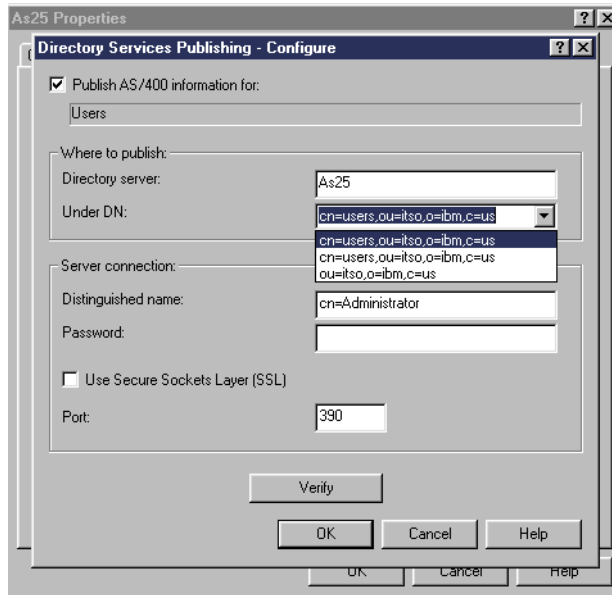 As25 Properties
Directory Services Publishing - Configure
Publish AS/400 information for:
Users
Where to publish:
Directory server:
As25
Under DN:
cn=users,ou=itso,o=ibm,c=us
cn=users,ou=itso,o=ibm,c=us
cn=users,ou=itso,o=ibm,c=us
ou=itso,o=ibm,c=us
Server connection:
Distinguished name:
cn=Administrator
Password:
Use Secure Sockets Layer (SSL)
Port:
390
Verify
OK Cancel Help
OK Cancel Help